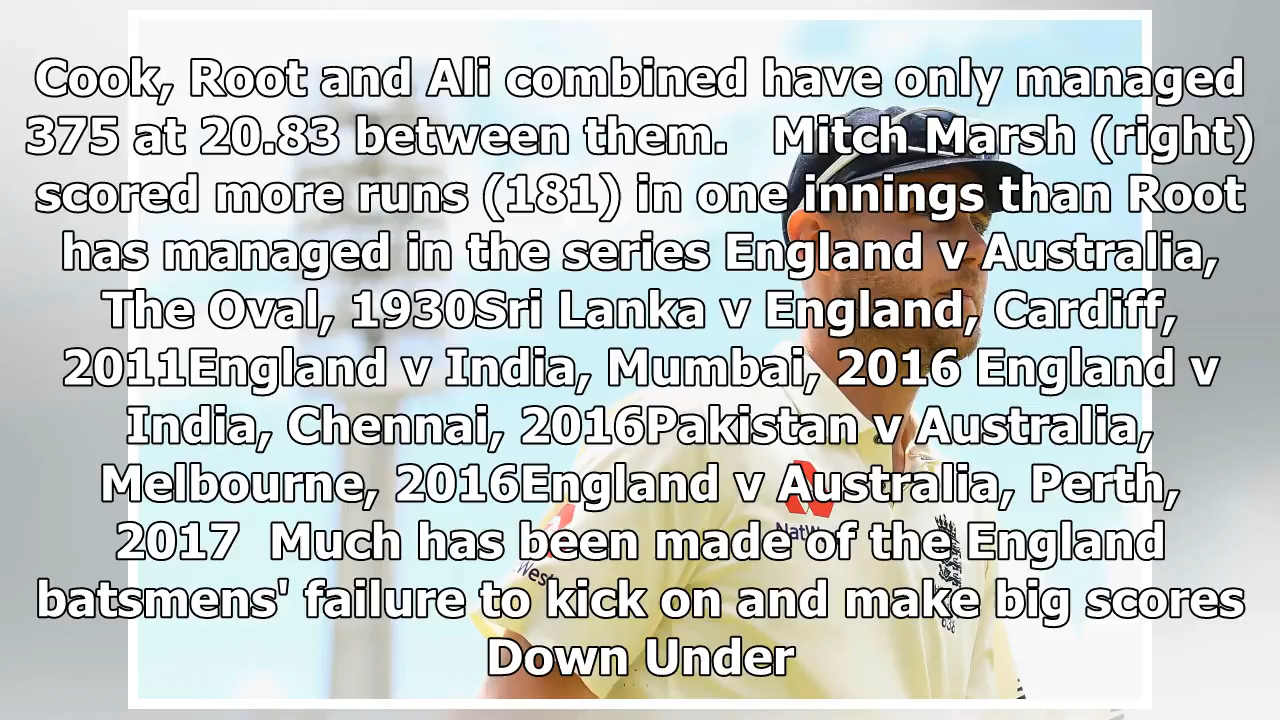 Cook, Root and Ali combined have only managed
375 at 20.83 between them.   Mitch Marsh (right)
scored more runs (181) in one innings than Root
has managed in the series England v Australia,
The Oval, 1930Sri Lanka v England, Cardiff,
2011England v India, Mumbai, 2016 England v
India, Chennai, 2016Pakistan v Australia,
Melbourne, 2016England v Australia, Perth,
2017  Much has been made of the England
batsmens' failure to kick on and make big scores
Down Under
NatWest
West